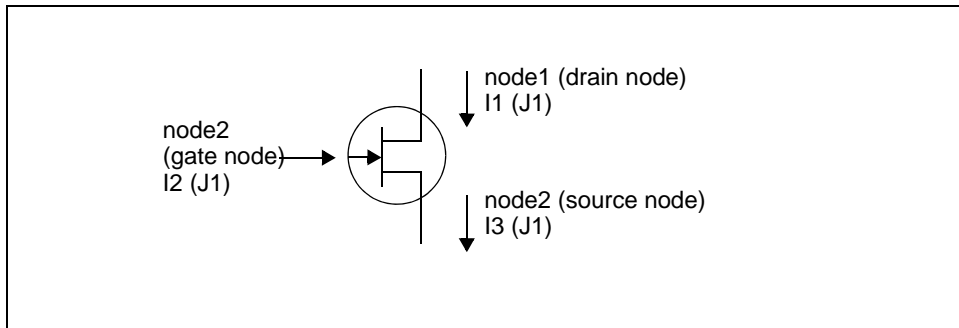 node1 (drain node)
I1 (J1)
node2
(gate node)
I2 (J1)
node2 (source node)
I3 (J1)